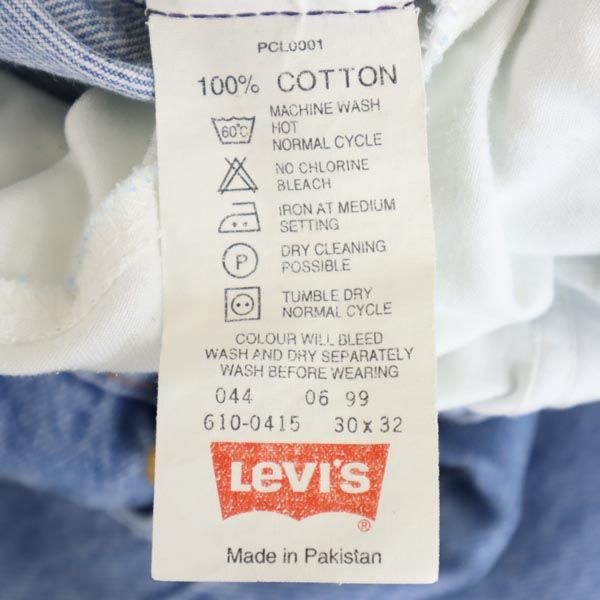 PCL0001
100% COTTON
60°C
MACHINE WASH
HOT
NORMAL CYCLE
NO CHLORINE
BLEACH
IRON AT MEDIUM
SETTING
P
DRY CLEANING
POSSIBLE
TUMBLE DRY
NORMAL CYCLE
COLOUR WILL BLEED
WASH AND DRY SEPARATELY
WASH BEFORE WEARING
044 06 99
610-0415 30 x 32
LEVI'S
®
Made in Pakistan